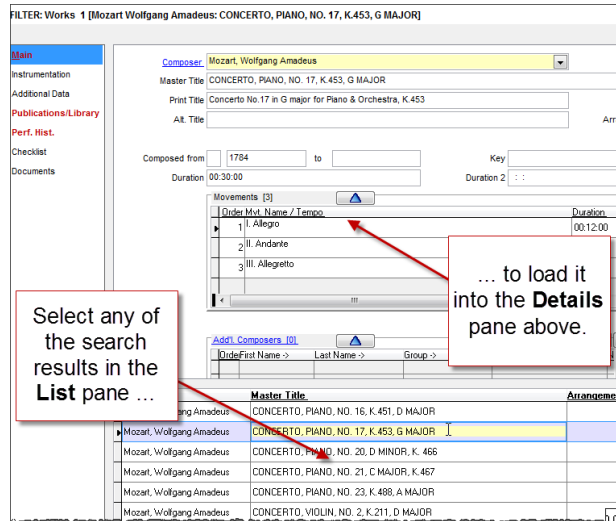 FILTER: Works 1 [Mozart Wolfgang Amadeus: CONCERTO, PIANO, NO. 17, K.453, G MAJOR]
Main
Instrumentation
Additional Data
Publications/Library
Perf. Hist.
Checklist
Documents
Composer Mozart, Wolfgang Amadeus
Master Title CONCERTO, PIANO, NO. 17, K.453, G MAJOR
Print Title Concerto No.17 in G major for Piano & Orchestra, K.453
Alt. Title
Composed from 1784 to Key
Duration 00:30:00 Duration 2 : :
Movements [3]
Order Mvt. Name / Tempo Duration
1 I. Allegro 00:12:00
2 II. Andante
3 III. Allegretto
... to load it
into the Details
pane above.
Select any of
the search
results in the
List pane ...
Add'l. Composers [0]
Order First Name -> Last Name -> Group ->
Master Title
Mozart, Wolfgang Amadeus CONCERTO, PIANO, NO. 16, K.451, D MAJOR
Mozart, Wolfgang Amadeus CONCERTO, PIANO, NO. 17, K.453, G MAJOR
Mozart, Wolfgang Amadeus CONCERTO, PIANO, NO. 20, D MINOR, K. 466
Mozart, Wolfgang Amadeus CONCERTO, PIANO, NO. 21, C MAJOR, K.467
Mozart, Wolfgang Amadeus CONCERTO, PIANO, NO. 23, K.488, A MAJOR
Mozart, Wolfgang Amadeus CONCERTO, VIOLIN, NO. 2, K.211, D MAJOR